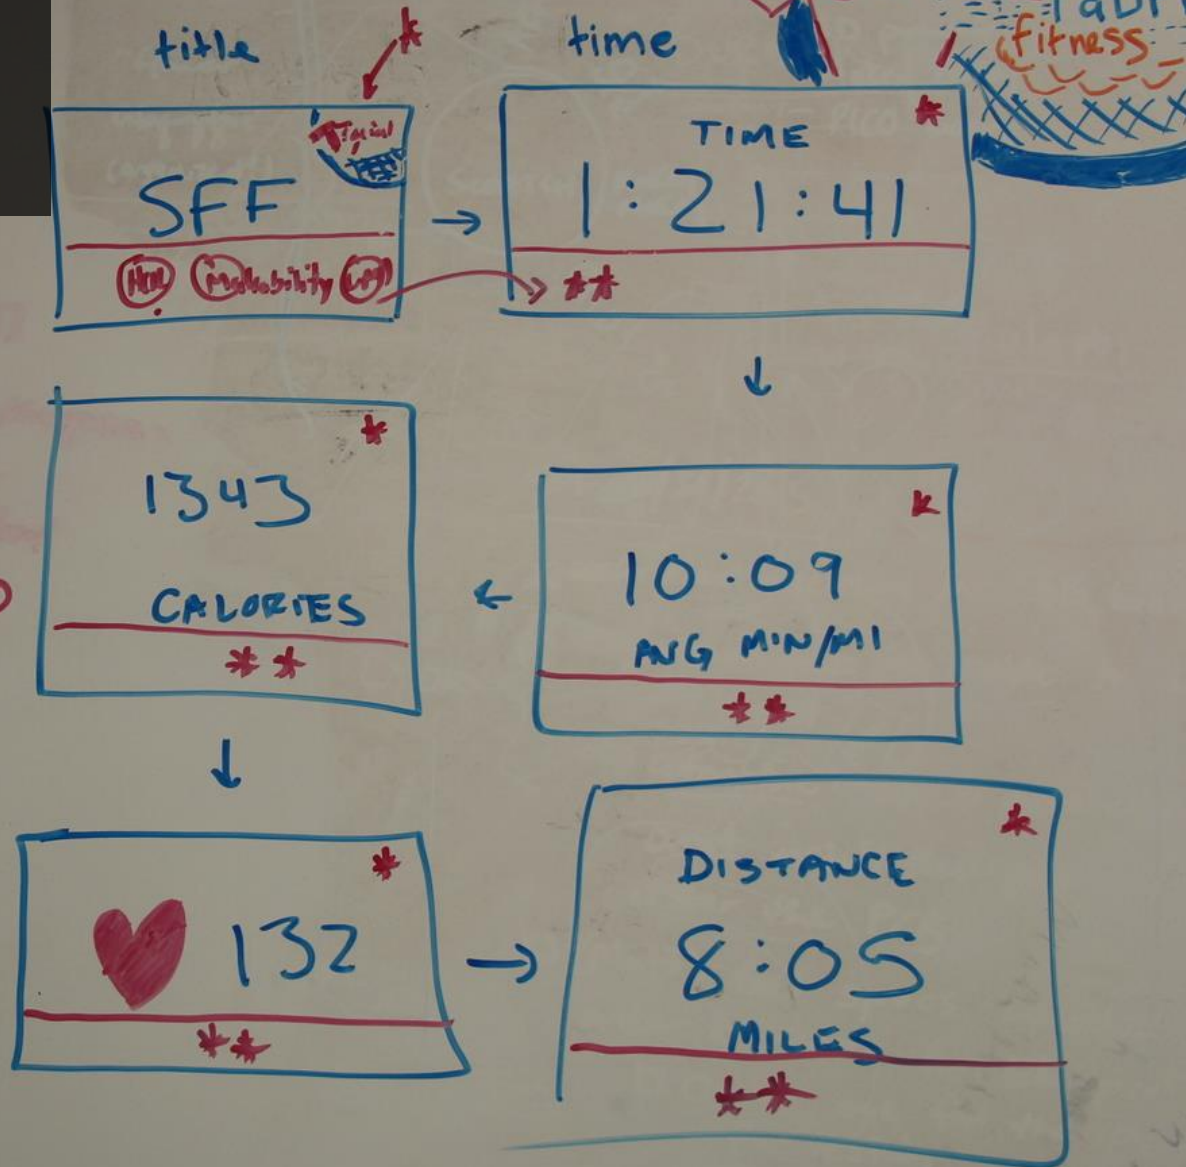 title
*
time
fitness
SFF
*
TIME
1:21:41
**
*
1343
CALORIES
**
*
10:09
AVG MIN/MI
**
*
132
**
*
DISTANCE
8:05
MILES
**